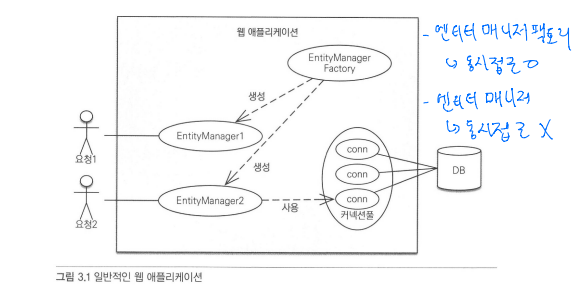 웹 애플리케이션
EntityManager
Factory
생성
EntityManager1
요청1
생성
EntityManager2
요청2
사용
conn
conn
conn
커넥션풀
DB
- 엔티티 매니저 팩토리
↳ 동시접근 O
- 엔티티 매니저
↳ 동시접근 X
그림 3.1 일반적인 웹 애플리케이션